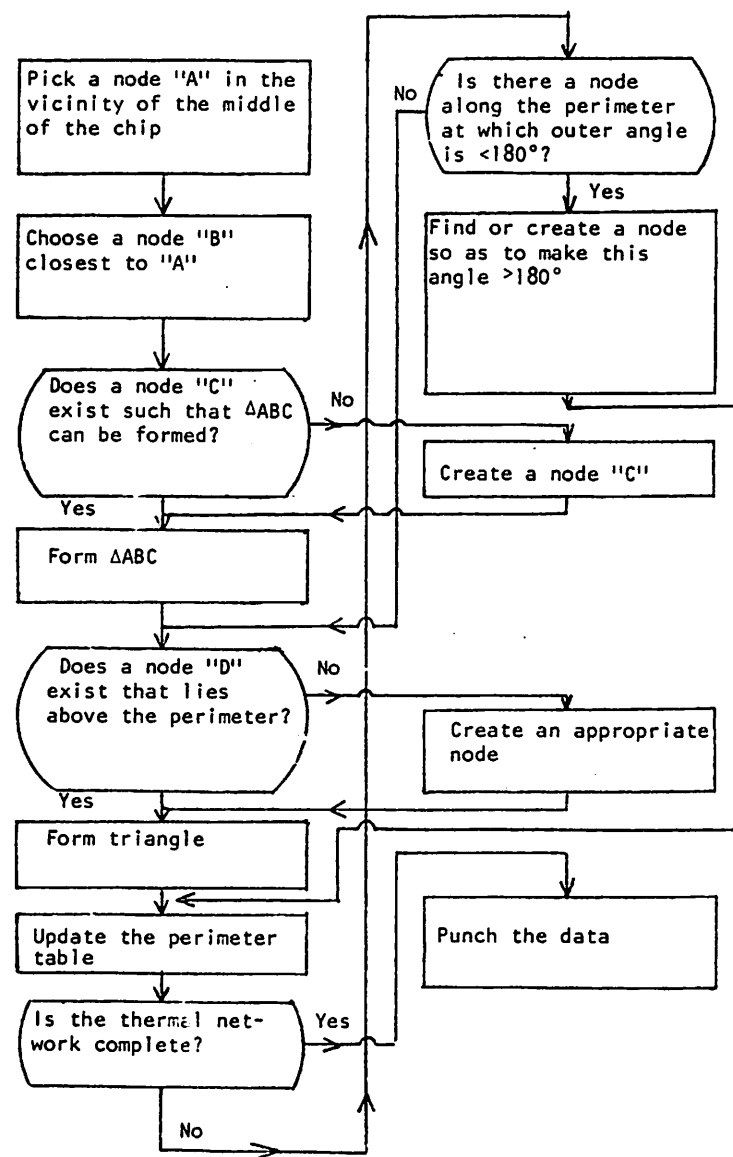 Pick a node "A" in the
vicinity of the middle
of the chip
Choose a node "B"
closest to "A"
Does a node "C"
exist such that ΔABC
can be formed?
No
Yes
Create a node "C"
Form ΔABC
Does a node "D"
exist that lies
above the perimeter?
No
Yes
Create an appropriate
node
Form triangle
Update the perimeter
table
Is the thermal net-
work complete?
Yes
No
Punch the data
Is there a node
along the perimeter
at which outer angle
is <180°?
No
Yes
Find or create a node
so as to make this
angle >180°